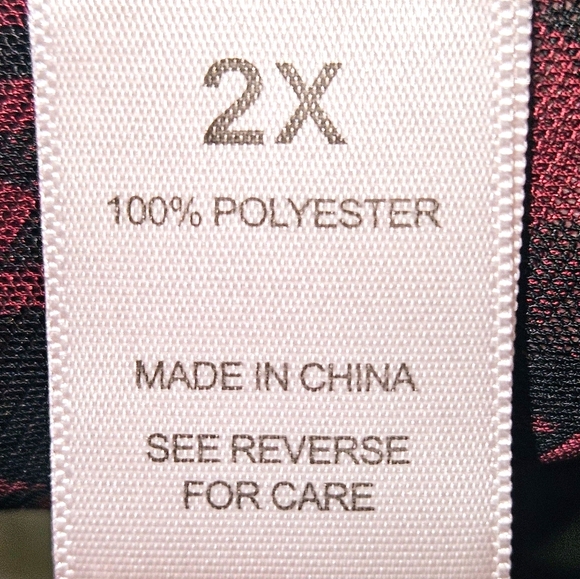 2X
100% POLYESTER
MADE IN CHINA
SEE REVERSE
FOR CARE